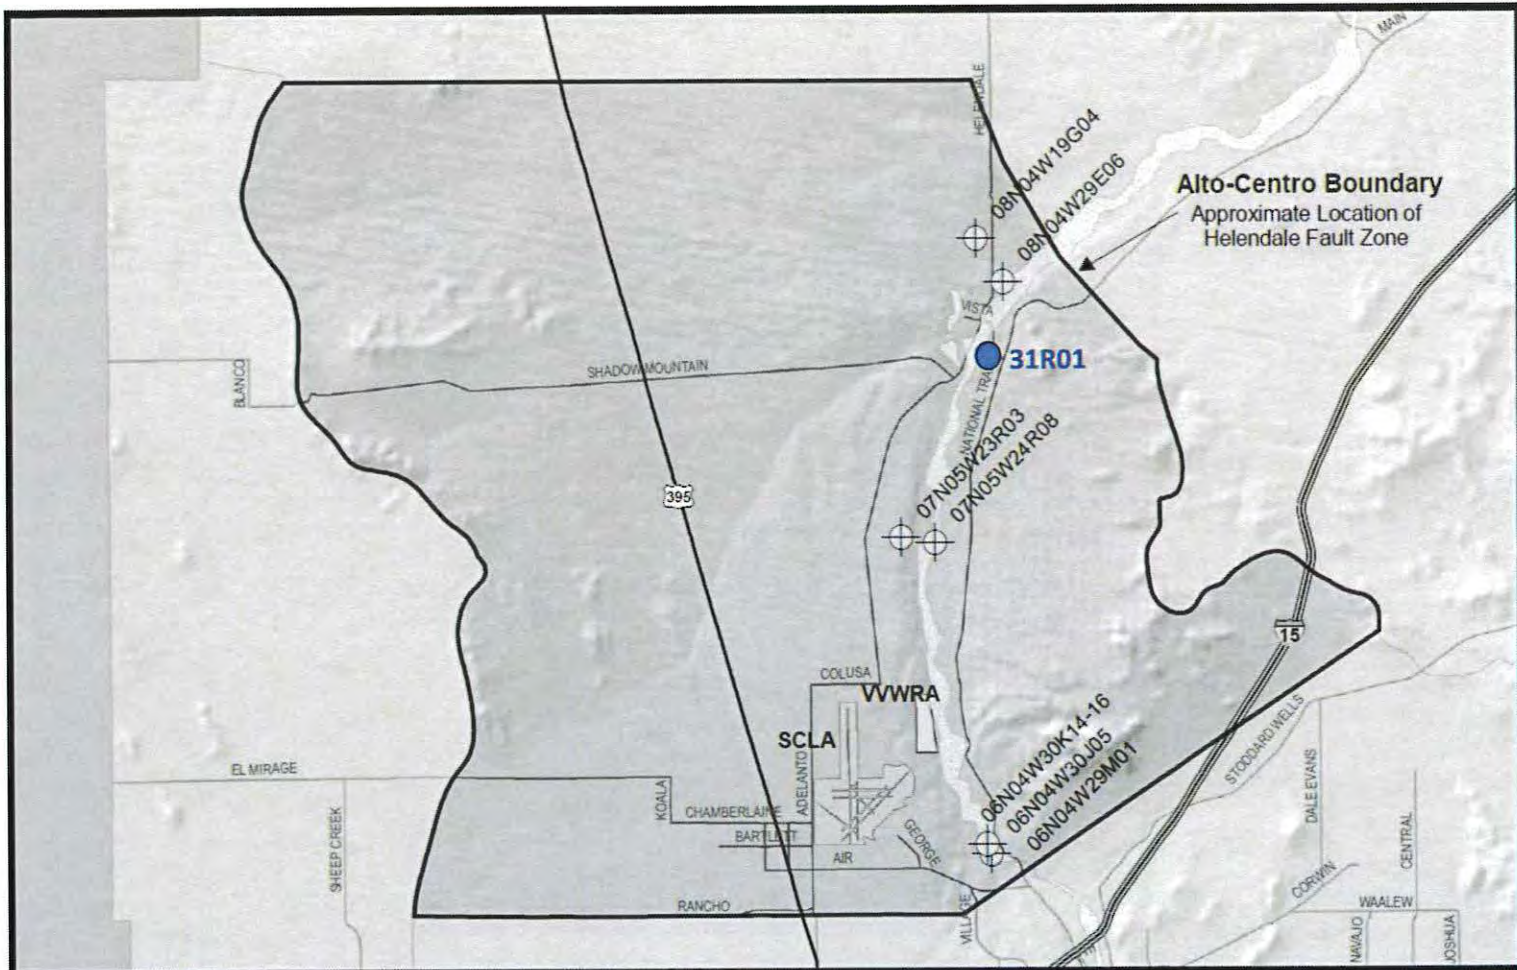 MAIN
HELENDALE
08N04W19G04
08N04W29E06
Alto-Centro Boundary
Approximate Location of
Helendale Fault Zone
VISTA
31R01
SHADOW MOUNTAIN
BLANCO
NATIONAL TRA
07N05W23R03
07N05W24R08
395
15
COLUSA
VVWRA
SCLA
STODDARD WELLS
06N04W30K14-16
06N04W30J05
06N04W29M01
EL MIRAGE
KOALA
ADELANTO
CHAMBERLAINE
BARTLETT
SHEEP CREEK
GEORGE
AIR
DALE EVANS
CENTRAL
CORWIN
RANCHO
VILLAGE
WAALEW
NAVAJO
JOSHUA